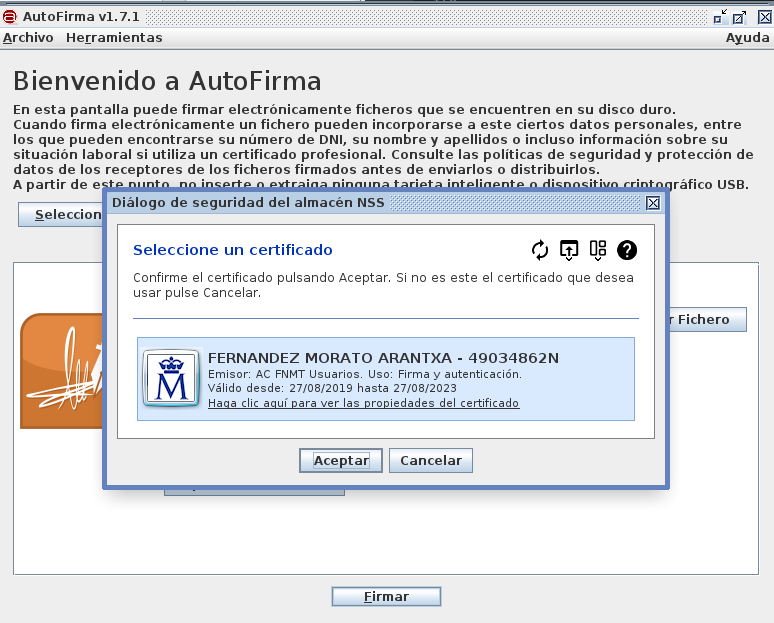 AutoFirma v1.7.1
Archivo Herramientas Ayuda
Bienvenido a AutoFirma
En esta pantalla puede firmar electrónicamente ficheros que se encuentren en su disco duro.
Cuando firma electrónicamente un fichero pueden incorporarse a este ciertos datos personales, entre
los que pueden encontrarse su número de DNI, su nombre y apellidos o incluso información sobre su
situación laboral si utiliza un certificado profesional. Consulte las políticas de seguridad y protección de
datos de los receptores de los ficheros firmados antes de enviarlos o distribuirlos.
A partir de este punto, no inserte o extraiga ninguna tarjeta inteligente o dispositivo criptográfico USB.
Seleccion
Diálogo de seguridad del almacén NSS
Seleccione un certificado
Confirme el certificado pulsando Aceptar. Si no es este el certificado que desea
usar pulse Cancelar.
r Fichero
FERNANDEZ MORATO ARANTXA - 49034862N
Emisor: AC FNMT Usuarios. Uso: Firma y autenticación.
Válido desde: 27/08/2019 hasta 27/08/2023
Haga clic aquí para ver las propiedades del certificado
M
Aceptar Cancelar
Firmar